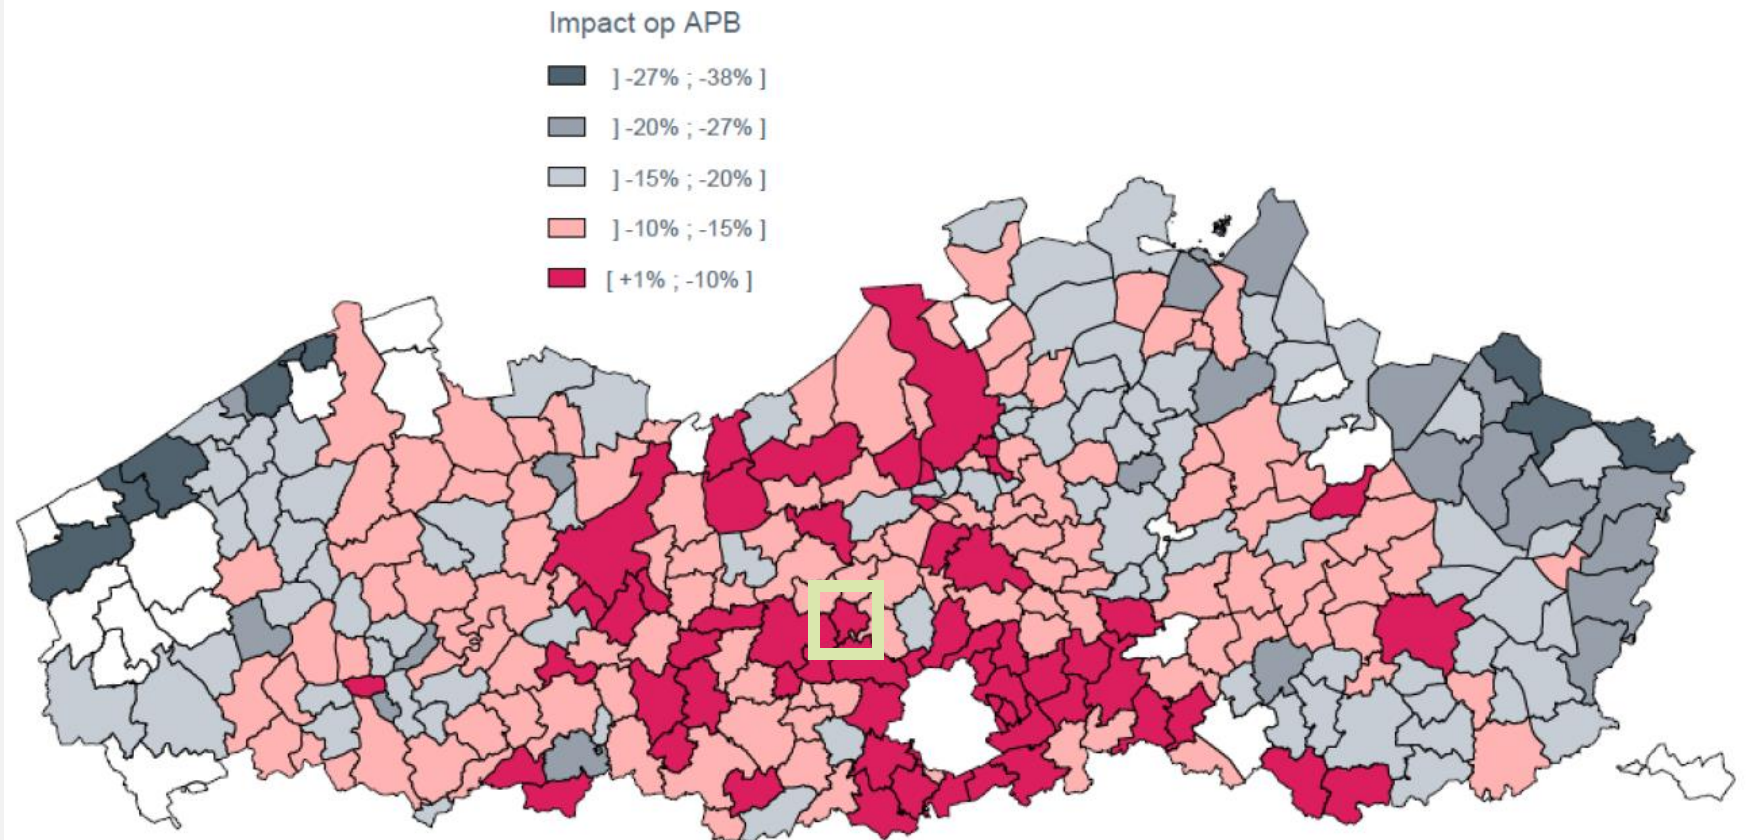 Impact op APB
] -27% ; -38% ]
] -20% ; -27% ]
] -15% ; -20% ]
] -10% ; -15% ]
[ +1% ; -10% ]